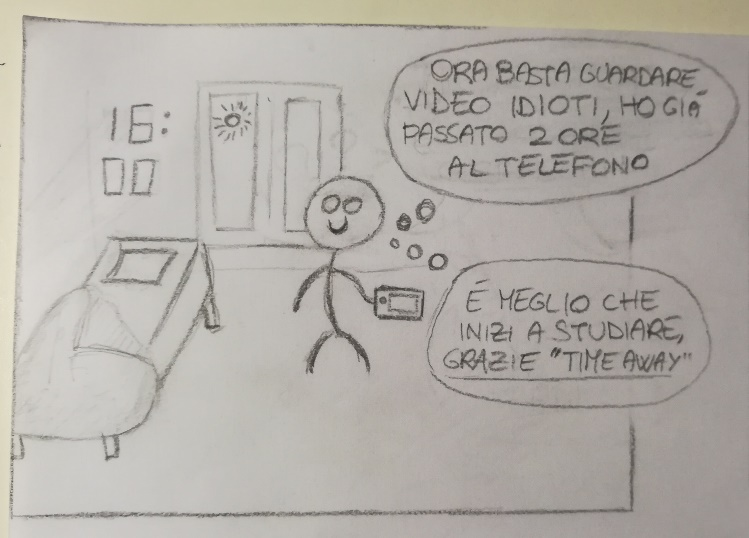 16:
00
ORA BASTA GUARDARE
VIDEO IDIOTI, HO GIÀ
PASSATO 2 ORE
AL TELEFONO
É MEGLIO CHE
INIZI A STUDIARE,
GRAZIE "TIME AWAY"